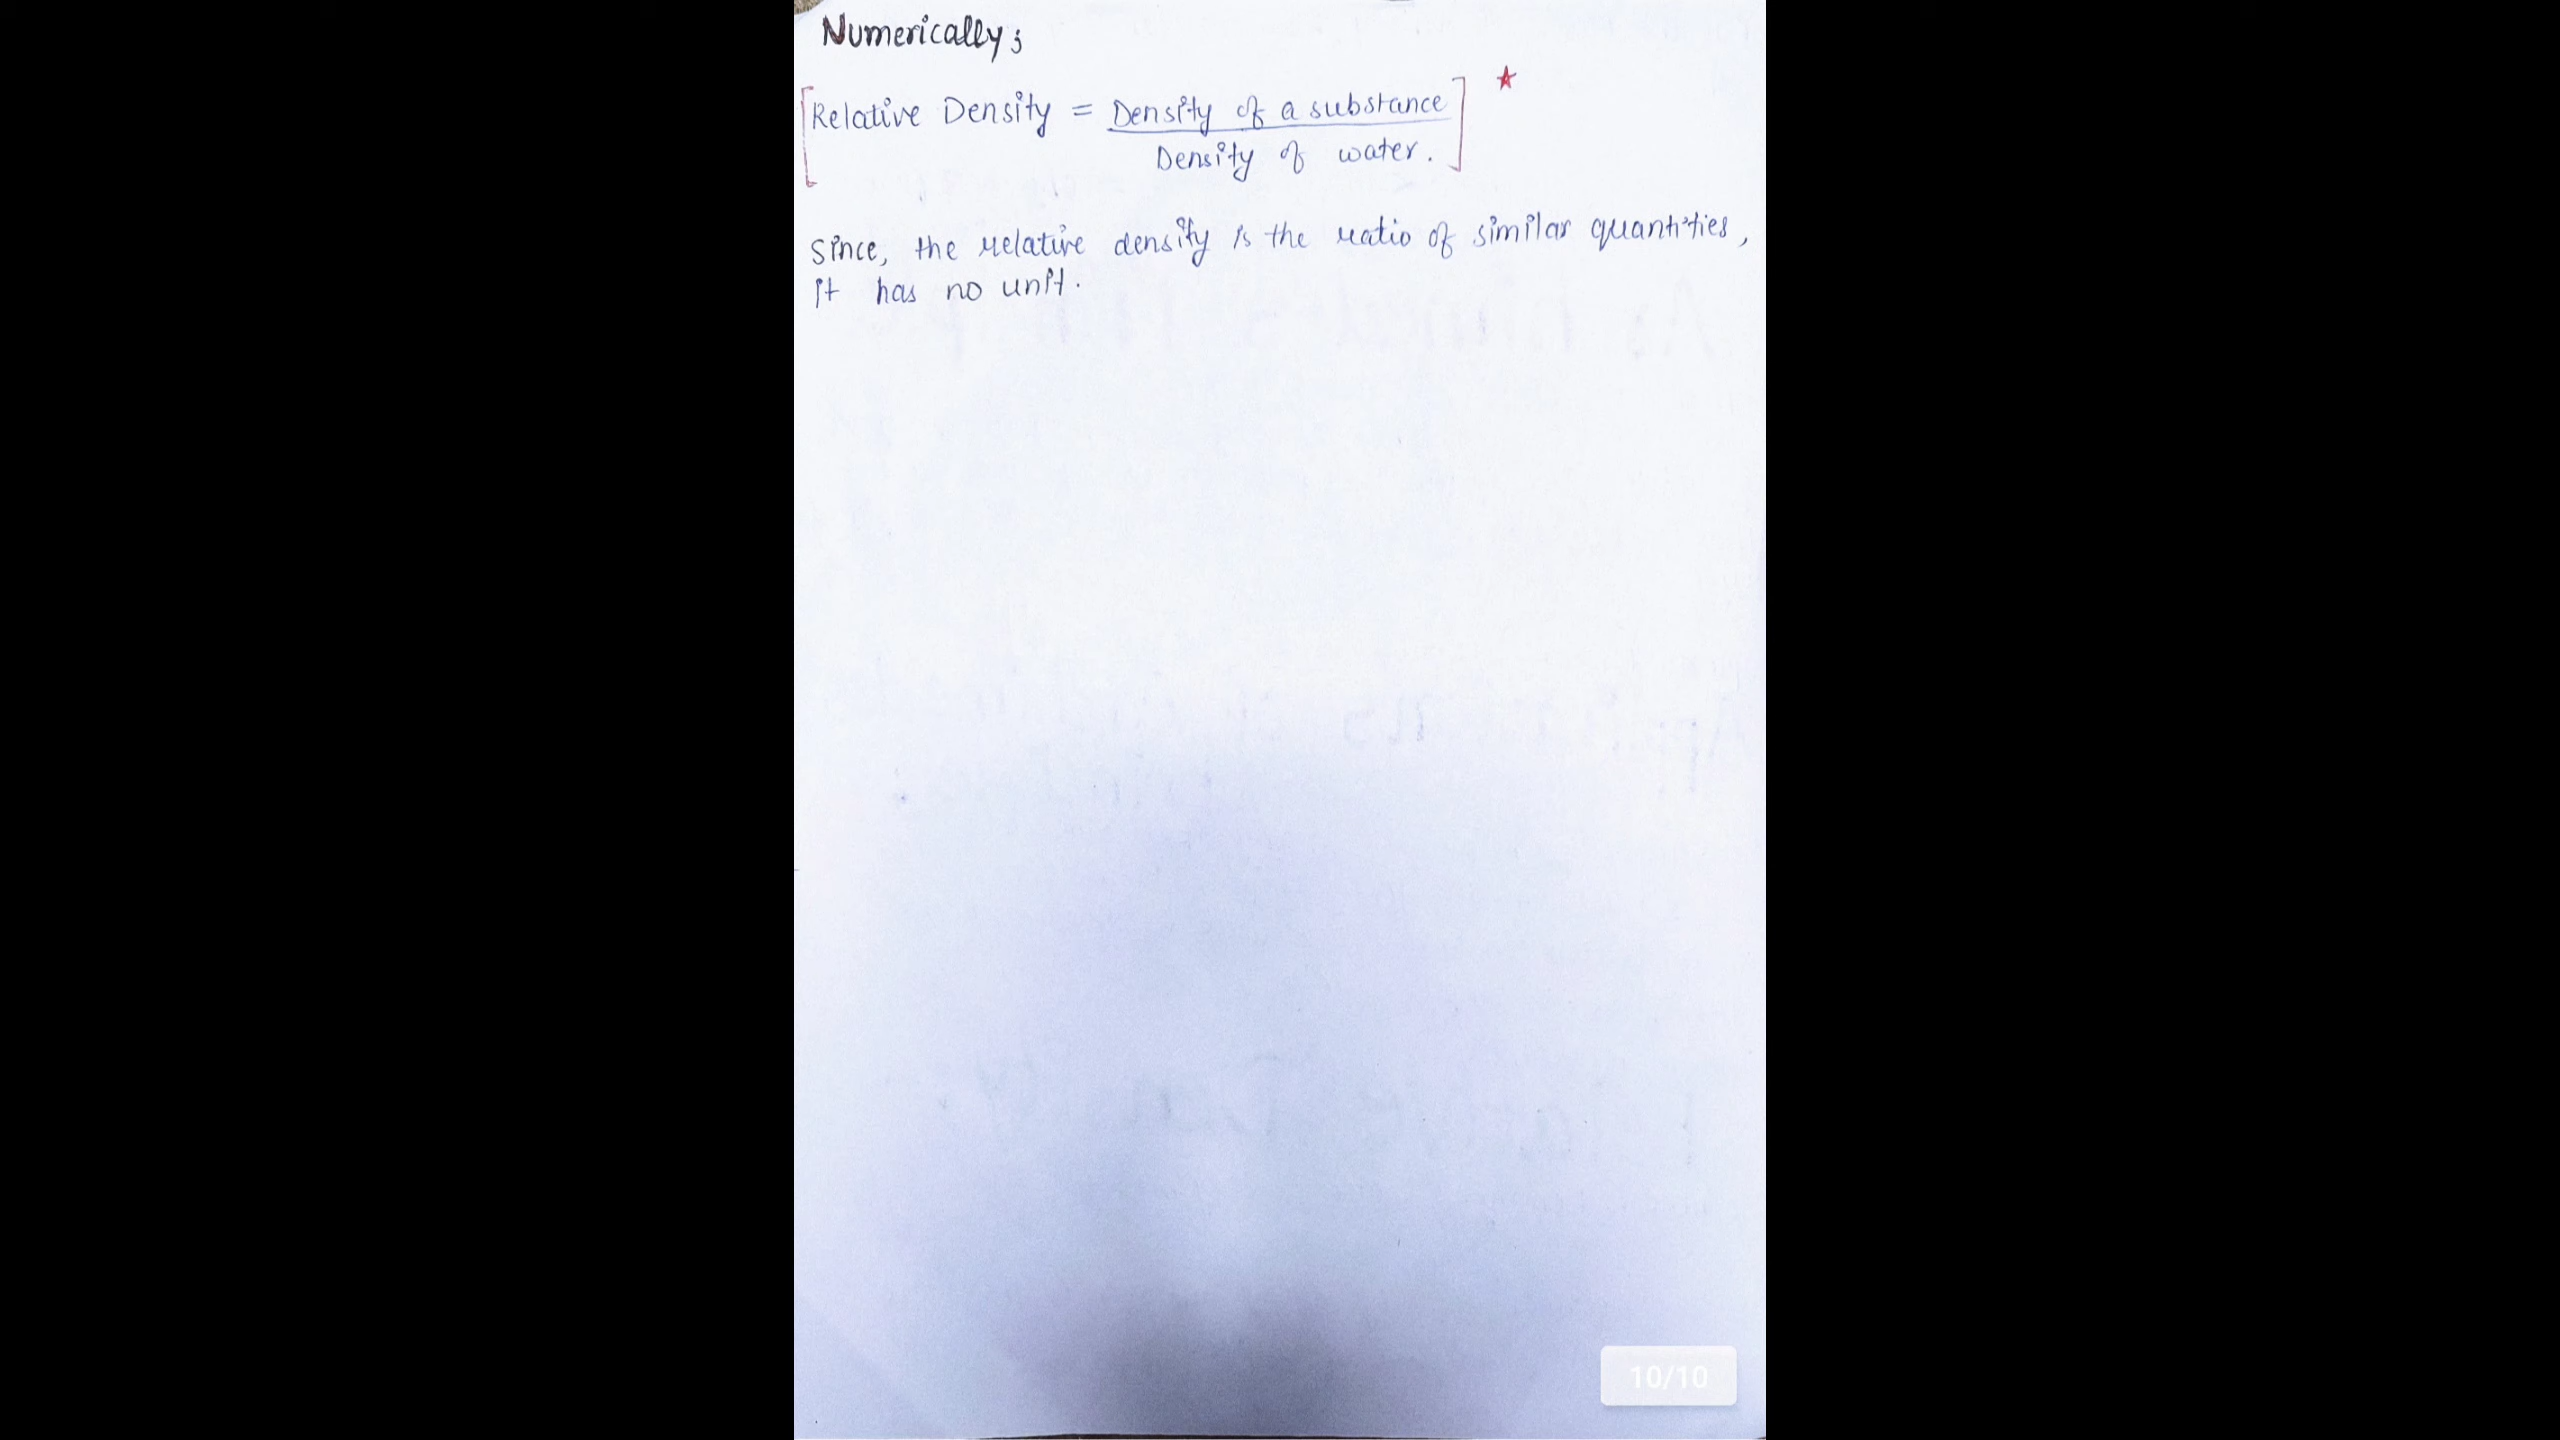 Numerically;
[Relative Density = Density of a substance
Density of water.]
Since, the relative density is the ratio of similar quantities,
it has no unit.
10/10